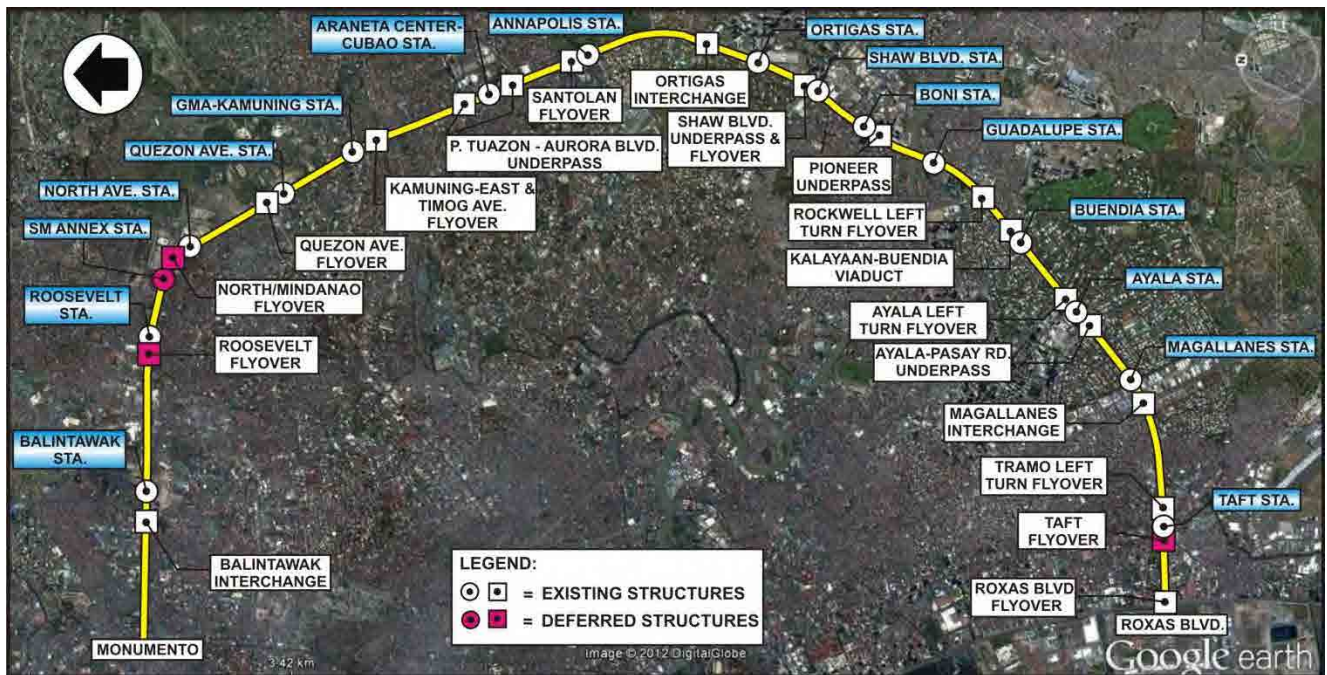 ARANETA CENTER-
CUBAO STA.
ANNAPOLIS STA.
ORTIGAS STA.
SHAW BLVD. STA.
GMA-KAMUNING STA.
BONI STA.
ORTIGAS
INTERCHANGE
SANTOLAN
FLYOVER
GUADALUPE STA.
QUEZON AVE. STA.
P. TUAZON - AURORA BLVD.
UNDERPASS
SHAW BLVD.
UNDERPASS &
FLYOVER
PIONEER
UNDERPASS
NORTH AVE. STA.
KAMUNING-EAST &
TIMOG AVE.
FLYOVER
ROCKWELL LEFT
TURN FLYOVER
BUENDIA STA.
SM ANNEX STA.
QUEZON AVE.
FLYOVER
KALAYAAN-BUENDIA
VIADUCT
NORTH/MINDANAO
FLYOVER
AYALA STA.
ROOSEVELT
STA.
AYALA LEFT
TURN FLYOVER
ROOSEVELT
FLYOVER
AYALA-PASAY RD.
UNDERPASS
MAGALLANES STA.
MAGALLANES
INTERCHANGE
BALINTAWAK
STA.
TRAMO LEFT
TURN FLYOVER
TAFT STA.
TAFT
FLYOVER
BALINTAWAK
INTERCHANGE
LEGEND:
= EXISTING STRUCTURES
= DEFERRED STRUCTURES
ROXAS BLVD
FLYOVER
ROXAS BLVD.
MONUMENTO
3.42 km
Image © 2012 DigitalGlobe
Google earth
N